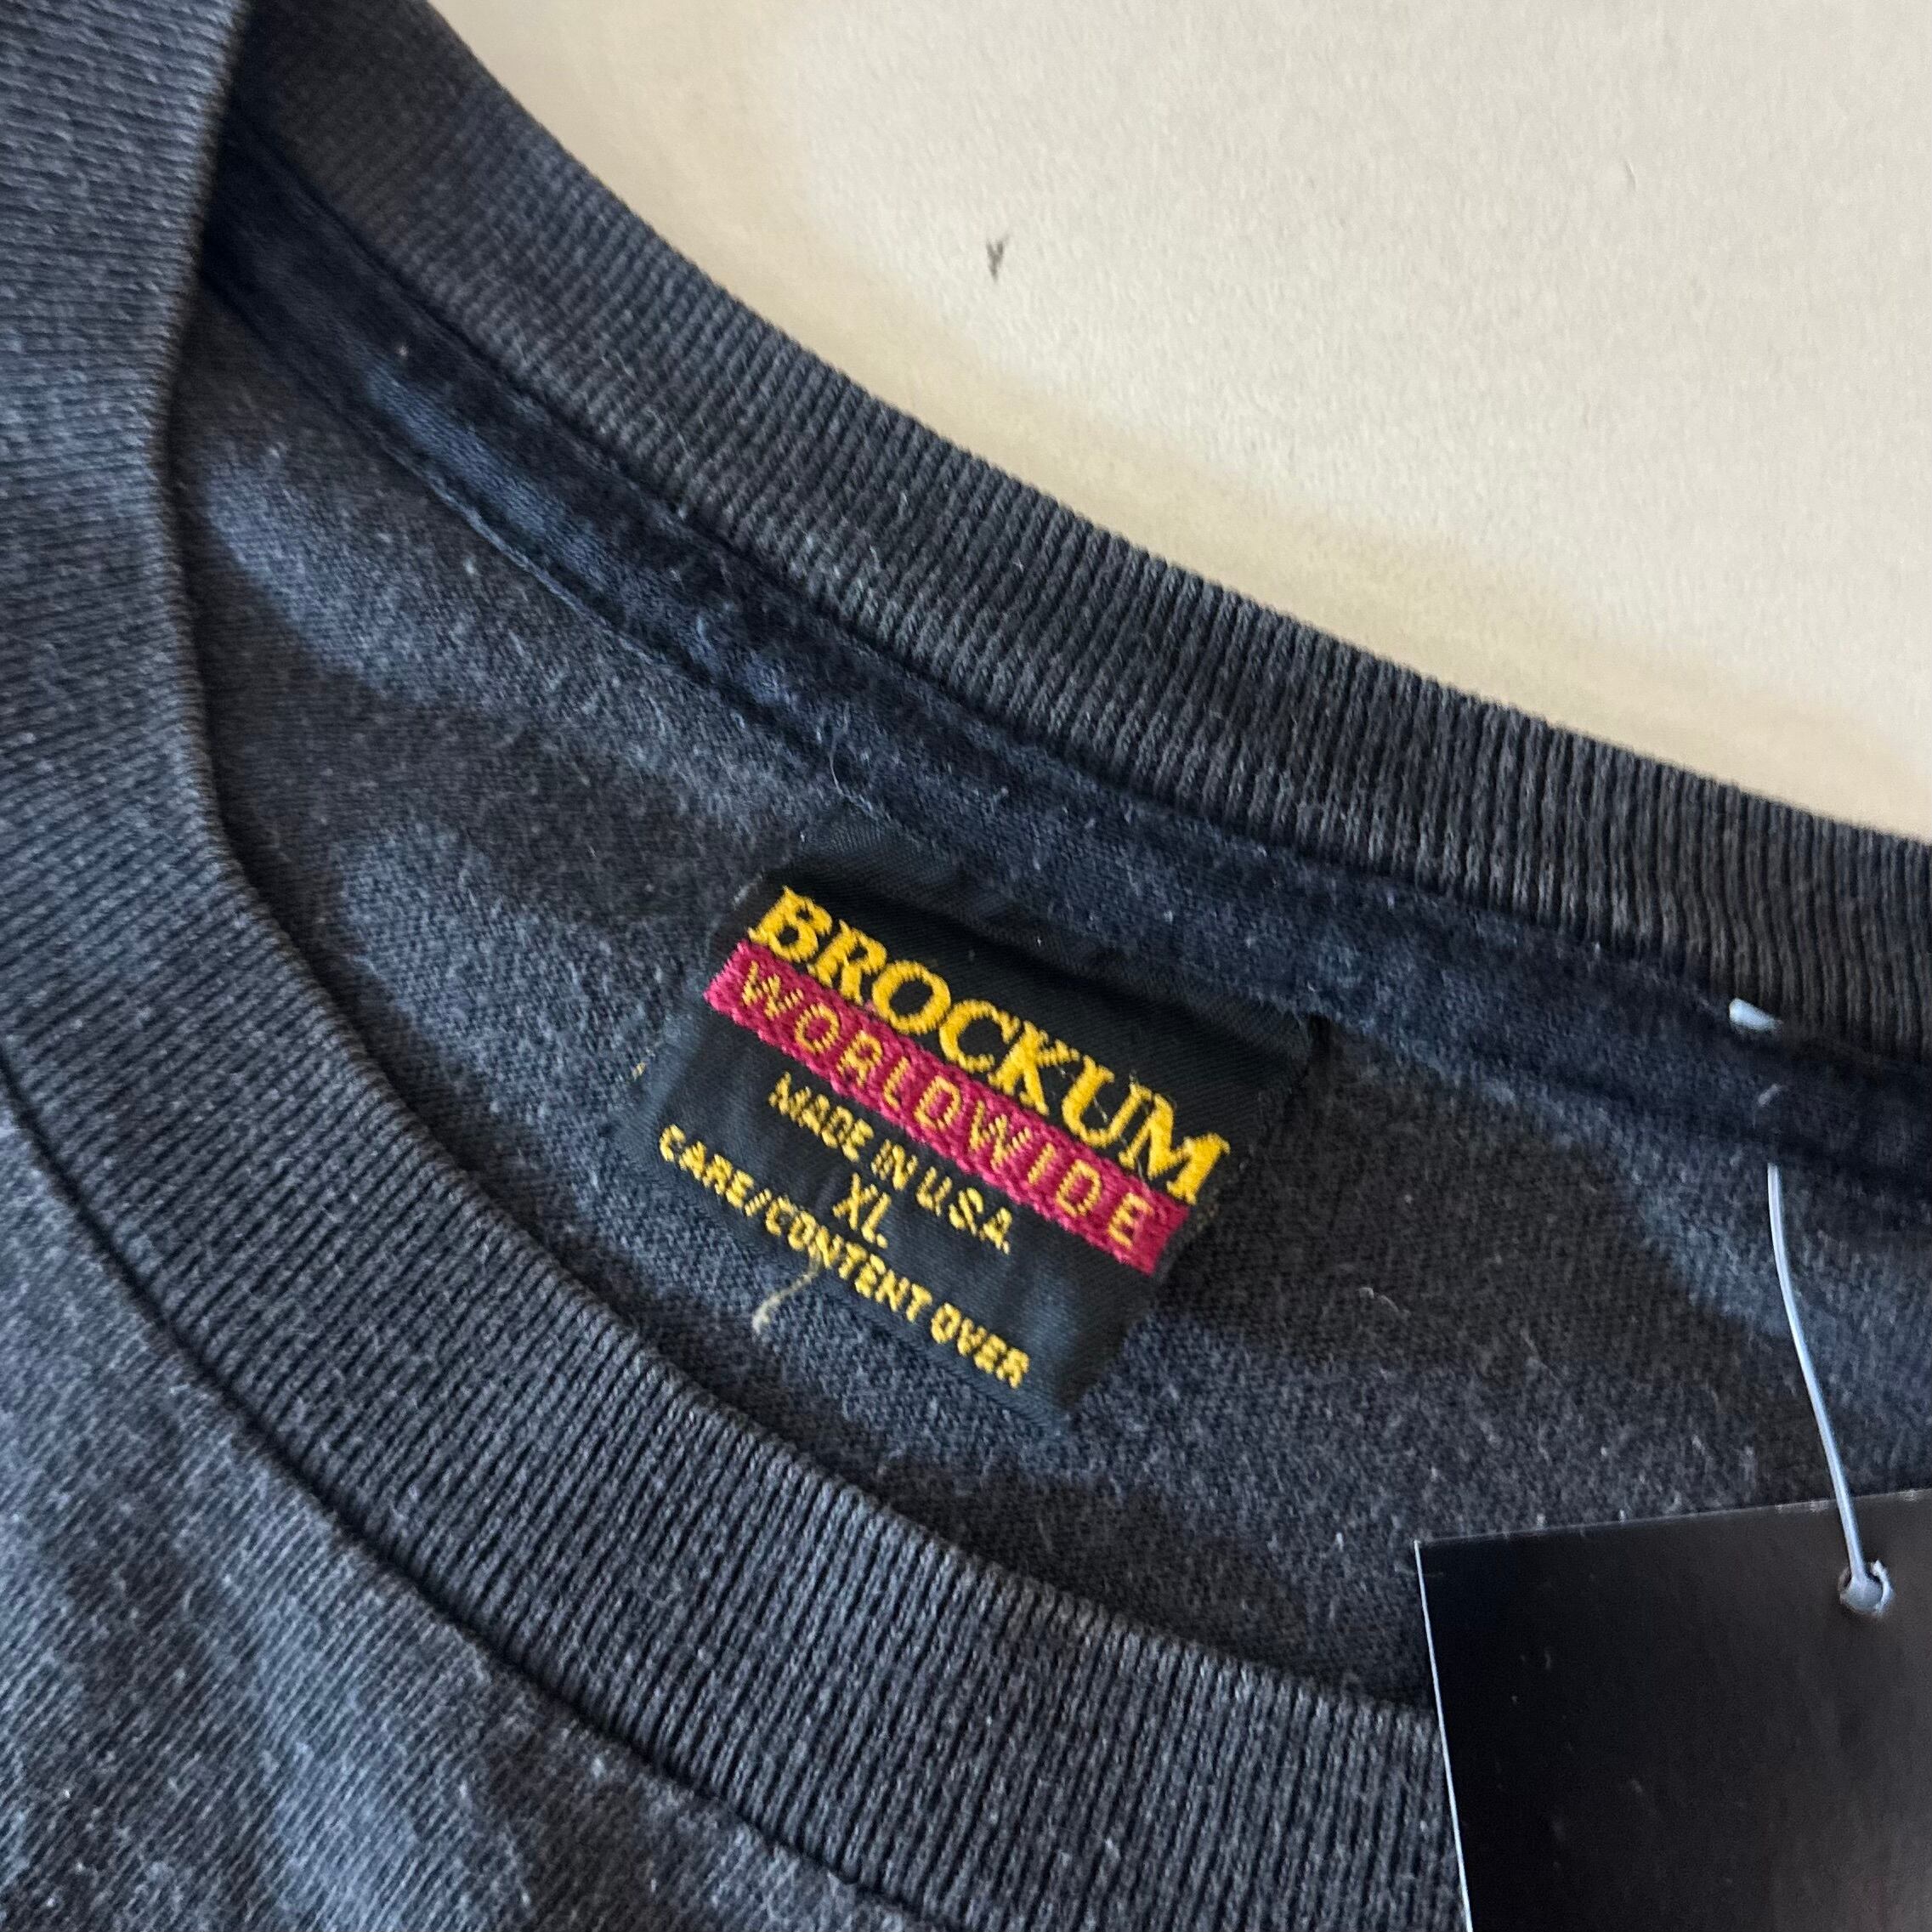 BROCKUM
WORLDWIDE
MADE IN U.S.A.
XL
CARE/CONTENT OVER